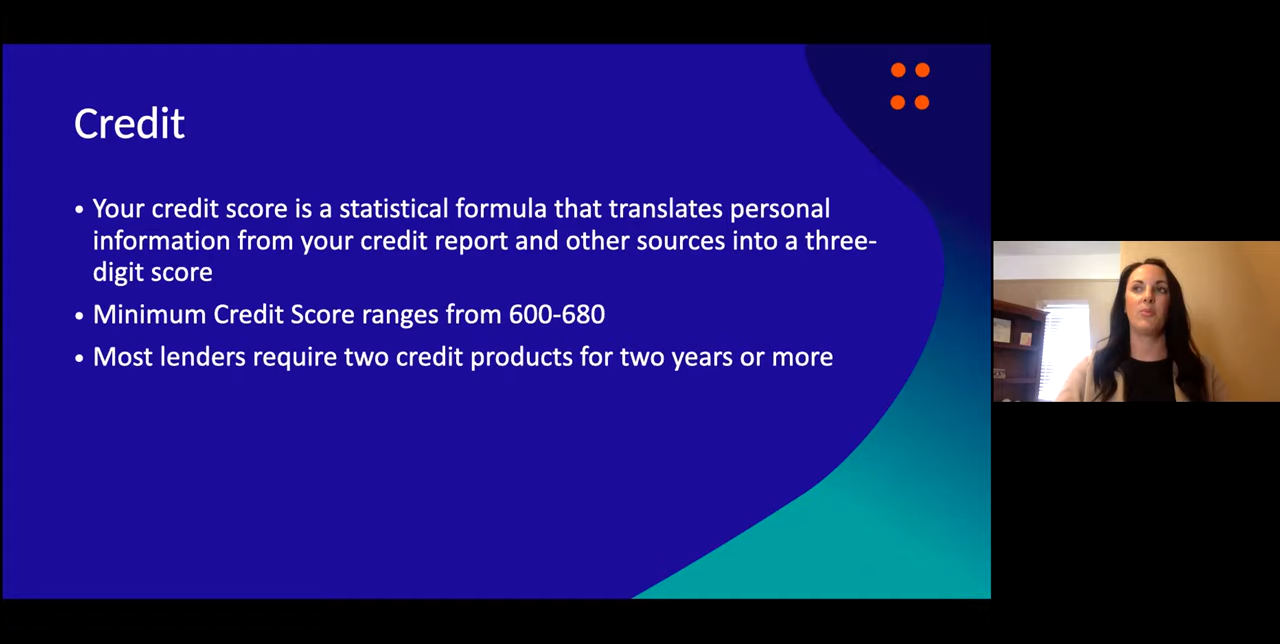 Credit
• Your credit score is a statistical formula that translates personal
information from your credit report and other sources into a three-
digit score
• Minimum Credit Score ranges from 600-680
• Most lenders require two credit products for two years or more